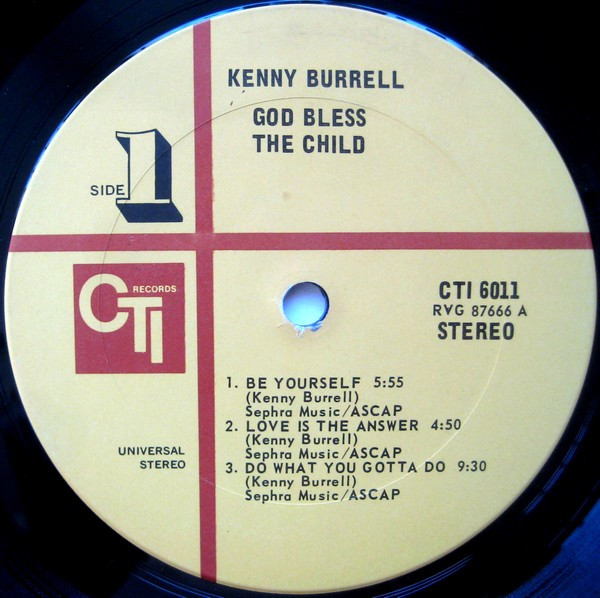 KENNY BURRELL
GOD BLESS
THE CHILD
SIDE 1
CTI RECORDS
CTI 6011
RVG 87666 A
STEREO
1. BE YOURSELF 5:55
(Kenny Burrell)
Sephra Music/ASCAP
2. LOVE IS THE ANSWER 4:50
(Kenny Burrell)
Sephra Music/ASCAP
3. DO WHAT YOU GOTTA DO 9:30
(Kenny Burrell)
Sephra Music/ASCAP
UNIVERSAL
STEREO